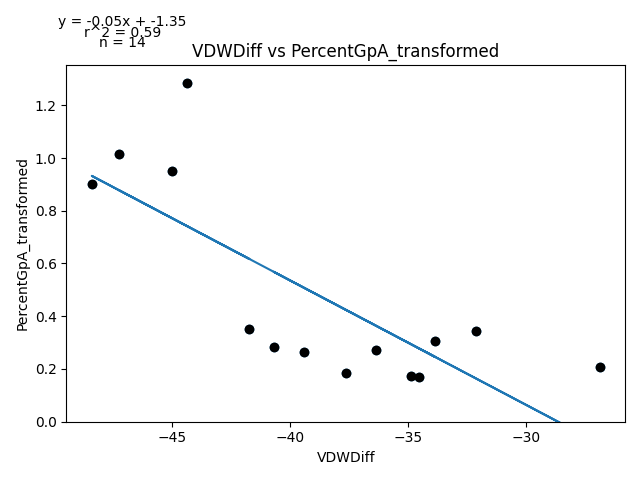 y = -0.05x + -1.35
r^2 = 0.59
n = 14
VDWDiff vs PercentGpA_transformed
PercentGpA_transformed
1.2
1.0
0.8
0.6
0.4
0.2
0.0
−45
−40
−35
−30
VDWDiff